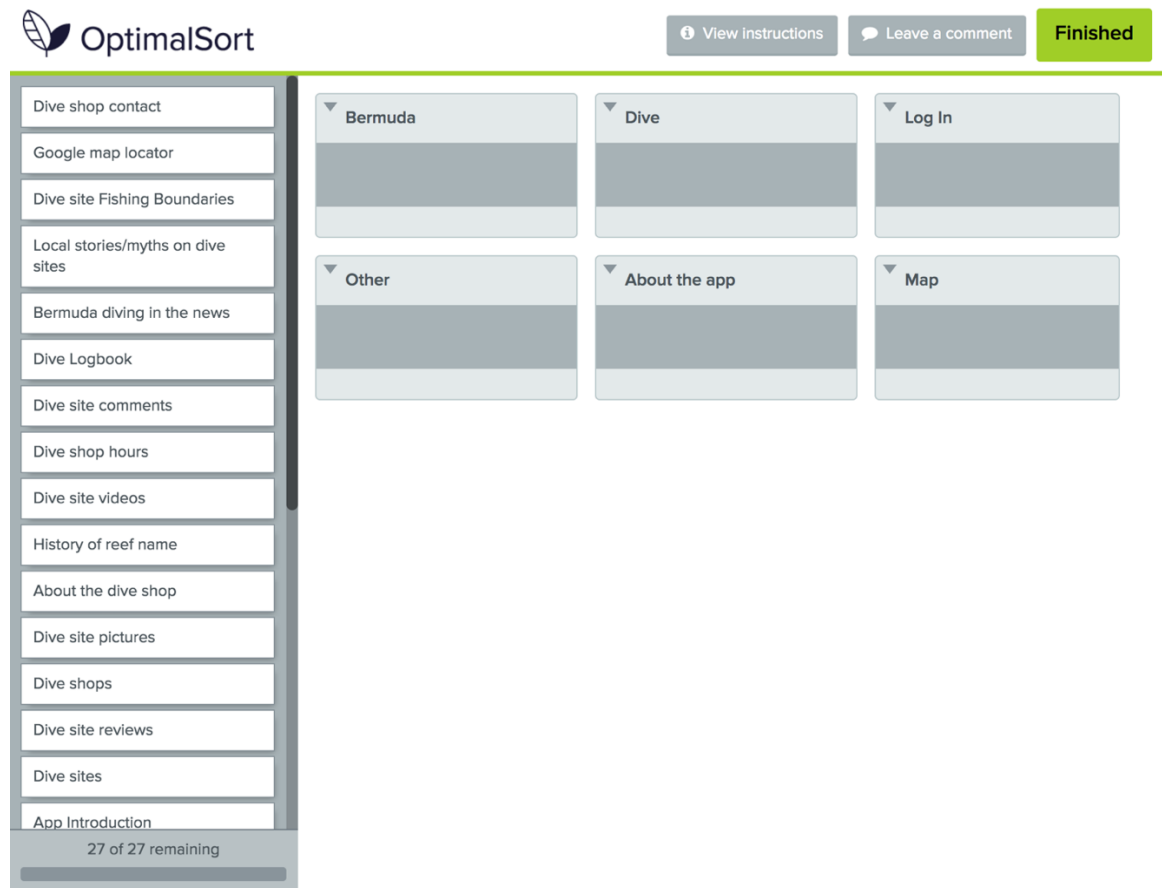 OptimalSort
View instructions
Leave a comment
Finished
Dive shop contact
Google map locator
Dive site Fishing Boundaries
Local stories/myths on dive
sites
Bermuda diving in the news
Dive Logbook
Dive site comments
Dive shop hours
Dive site videos
History of reef name
About the dive shop
Dive site pictures
Dive shops
Dive site reviews
Dive sites
App Introduction
27 of 27 remaining
Bermuda
Dive
Log In
Other
About the app
Map